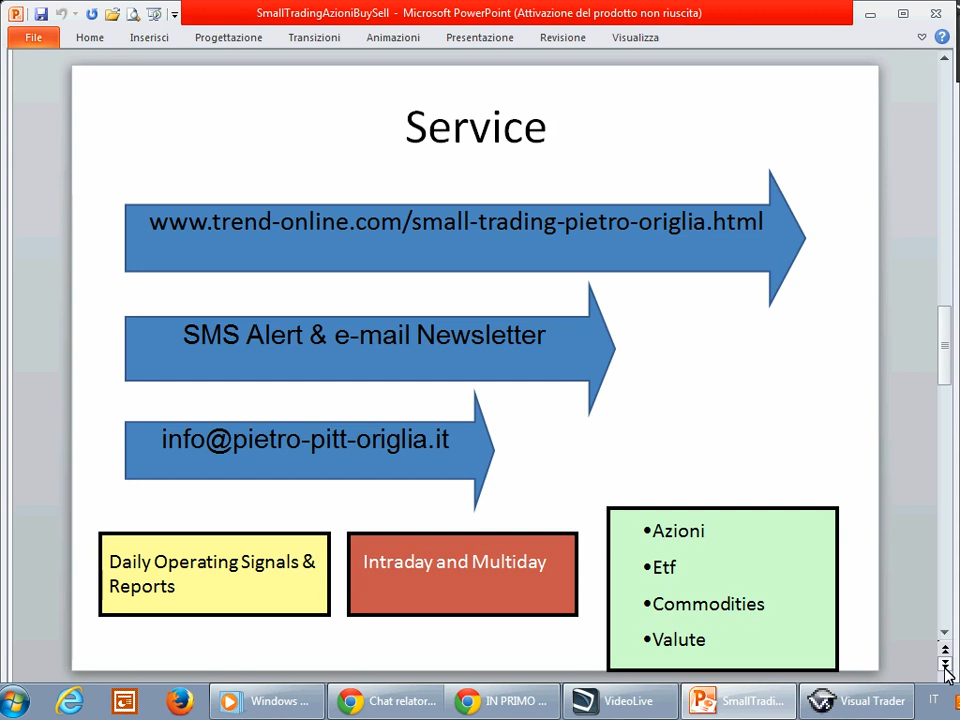 SmallTradingAzioniBuySell - Microsoft PowerPoint (Attivazione del prodotto non riuscita)
File Home Inserisci Progettazione Transizioni Animazioni Presentazione Revisione Visualizza
Service
www.trend-online.com/small-trading-pietro-origlia.html
SMS Alert & e-mail Newsletter
info@pietro-pitt-origlia.it
Daily Operating Signals &
Reports
Intraday and Multiday
•Azioni
•Etf
•Commodities
•Valute
Windows ... Chat relator... IN PRIMO ... VideoLive SmallTradi... Visual Trader IT